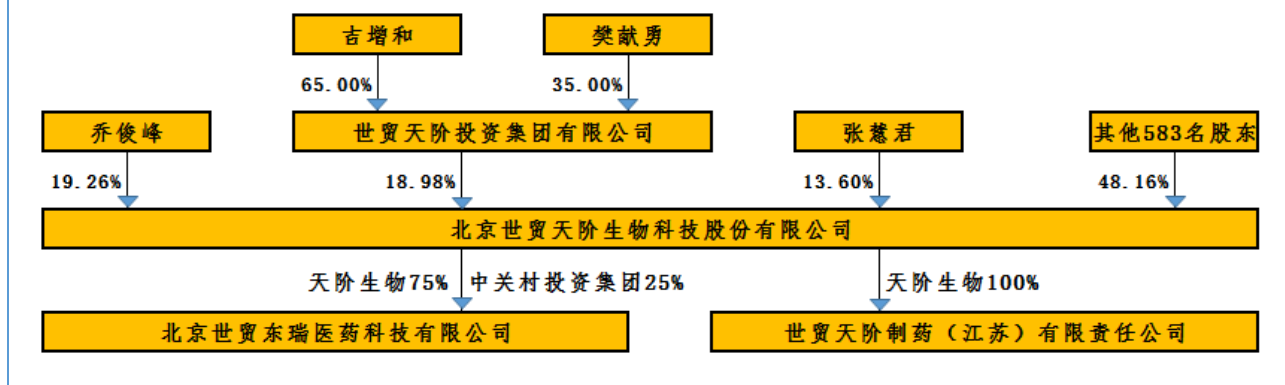 吉增和 樊献勇
65.00% 35.00%
乔俊峰 世贸天阶投资集团有限公司 张慧君 其他583名股东
19.26% 18.98% 13.60% 48.16%
北京世贸天阶生物科技股份有限公司
天阶生物75% 中关村投资集团25% 天阶生物100%
北京世贸东瑞医药科技有限公司 世贸天阶制药（江苏）有限责任公司